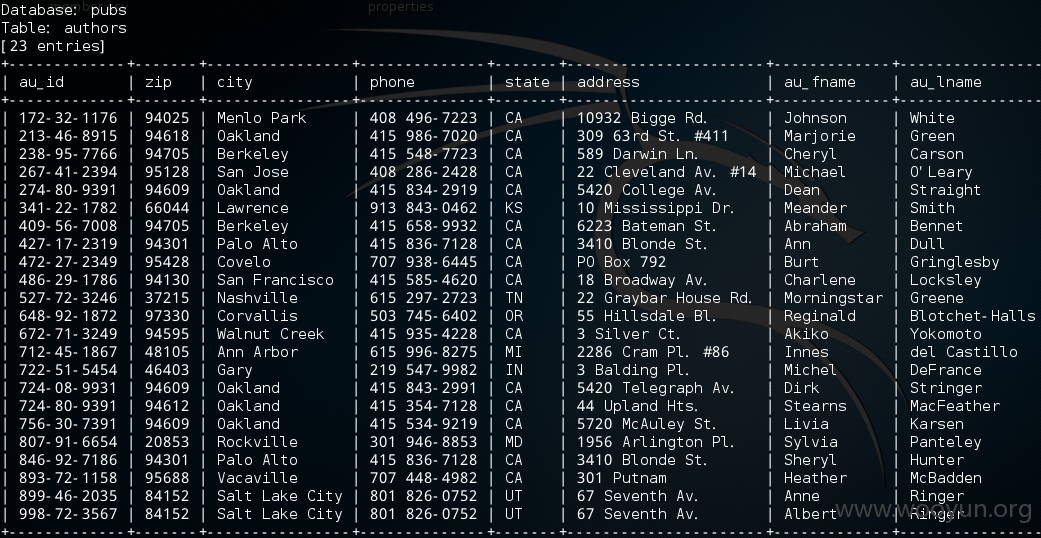 Database: pubs
properties
Table: authors
[23 entries]
+-------------+-------+----------------+--------------+-------+----------------------+-------------+----------------
| au_id | zip | city | phone | state | address | au_fname | au_lname
+-------------+-------+----------------+--------------+-------+----------------------+-------------+----------------
| 172-32-1176 | 94025 | Menlo Park | 408 496-7223 | CA | 10932 Bigge Rd. | Johnson | White
| 213-46-8915 | 94618 | Oakland | 415 986-7020 | CA | 309 63rd St. #411 | Marjorie | Green
| 238-95-7766 | 94705 | Berkeley | 415 548-7723 | CA | 589 Darwin Ln. | Cheryl | Carson
| 267-41-2394 | 95128 | San Jose | 408 286-2428 | CA | 22 Cleveland Av. #14 | Michael | O'Leary
| 274-80-9391 | 94609 | Oakland | 415 834-2919 | CA | 5420 College Av. | Dean | Straight
| 341-22-1782 | 66044 | Lawrence | 913 843-0462 | KS | 10 Mississippi Dr. | Meander | Smith
| 409-56-7008 | 94705 | Berkeley | 415 658-9932 | CA | 6223 Bateman St. | Abraham | Bennet
| 427-17-2319 | 94301 | Palo Alto | 415 836-7128 | CA | 3410 Blonde St. | Ann | Dull
| 472-27-2349 | 95428 | Covelo | 707 938-6445 | CA | PO Box 792 | Burt | Gringlesby
| 486-29-1786 | 94130 | San Francisco | 415 585-4620 | CA | 18 Broadway Av. | Charlene | Locksley
| 527-72-3246 | 37215 | Nashville | 615 297-2723 | TN | 22 Graybar House Rd. | Morningstar | Greene
| 648-92-1872 | 97330 | Corvallis | 503 745-6402 | OR | 55 Hillsdale Bl. | Reginald | Blotchet-Halls
| 672-71-3249 | 94595 | Walnut Creek | 415 935-4228 | CA | 3 Silver Ct. | Akiko | Yokomoto
| 712-45-1867 | 48105 | Ann Arbor | 615 996-8275 | MI | 2286 Cram Pl. #86 | Innes | del Castillo
| 722-51-5454 | 46403 | Gary | 219 547-9982 | IN | 3 Balding Pl. | Michel | DeFrance
| 724-08-9931 | 94609 | Oakland | 415 843-2991 | CA | 5420 Telegraph Av. | Dirk | Stringer
| 724-80-9391 | 94612 | Oakland | 415 354-7128 | CA | 44 Upland Hts. | Stearns | MacFeather
| 756-30-7391 | 94609 | Oakland | 415 534-9219 | CA | 5720 McAuley St. | Livia | Karsen
| 807-91-6654 | 20853 | Rockville | 301 946-8853 | MD | 1956 Arlington Pl. | Sylvia | Panteley
| 846-92-7186 | 94301 | Palo Alto | 415 836-7128 | CA | 3410 Blonde St. | Sheryl | Hunter
| 893-72-1158 | 95688 | Vacaville | 707 448-4982 | CA | 301 Putnam | Heather | McBadden
| 899-46-2035 | 84152 | Salt Lake City | 801 826-0752 | UT | 67 Seventh Av. | Anne | Ringer
| 998-72-3567 | 84152 | Salt Lake City | 801 826-0752 | UT | 67 Seventh Av. | Albert | Ringer
+-------------+-------+----------------+--------------+-------+----------------------+-------------+----------------
www.wooyun.org